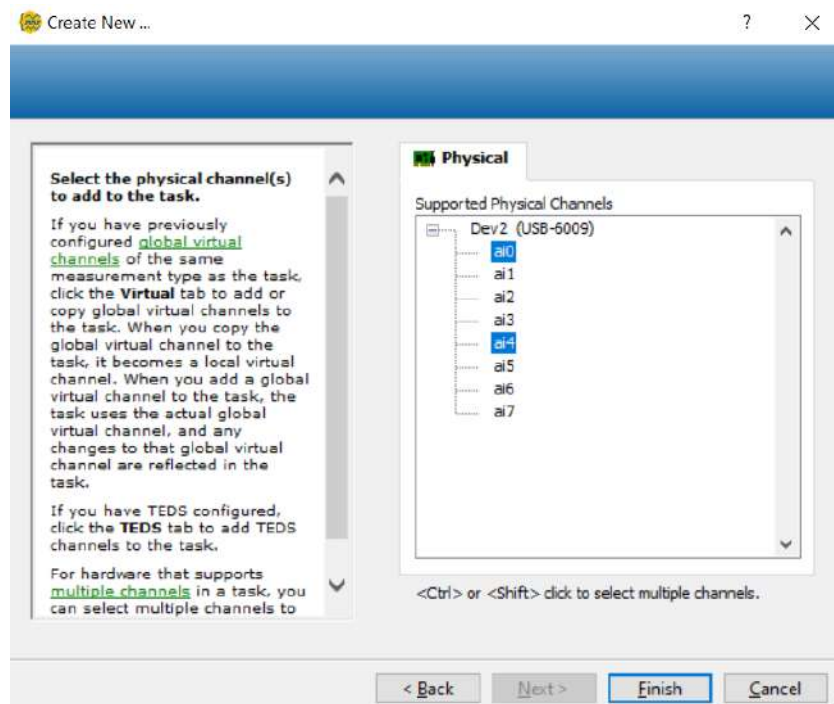 Create New ...
Select the physical channel(s)
to add to the task.
If you have previously
configured global virtual
channels of the same
measurement type as the task,
click the Virtual tab to add or
copy global virtual channels to
the task. When you copy the
global virtual channel to the
task, it becomes a local virtual
channel. When you add a global
virtual channel to the task, the
task uses the actual global
virtual channel, and any
changes to that global virtual
channel are reflected in the
task.
If you have TEDS configured,
click the TEDS tab to add TEDS
channels to the task.
For hardware that supports
multiple channels in a task, you
can select multiple channels to
Physical
Supported Physical Channels
Dev2 (USB-6009)
ai0
ai1
ai2
ai3
ai4
ai5
ai6
ai7
<Ctrl> or <Shift> click to select multiple channels.
< Back Next > Finish Cancel